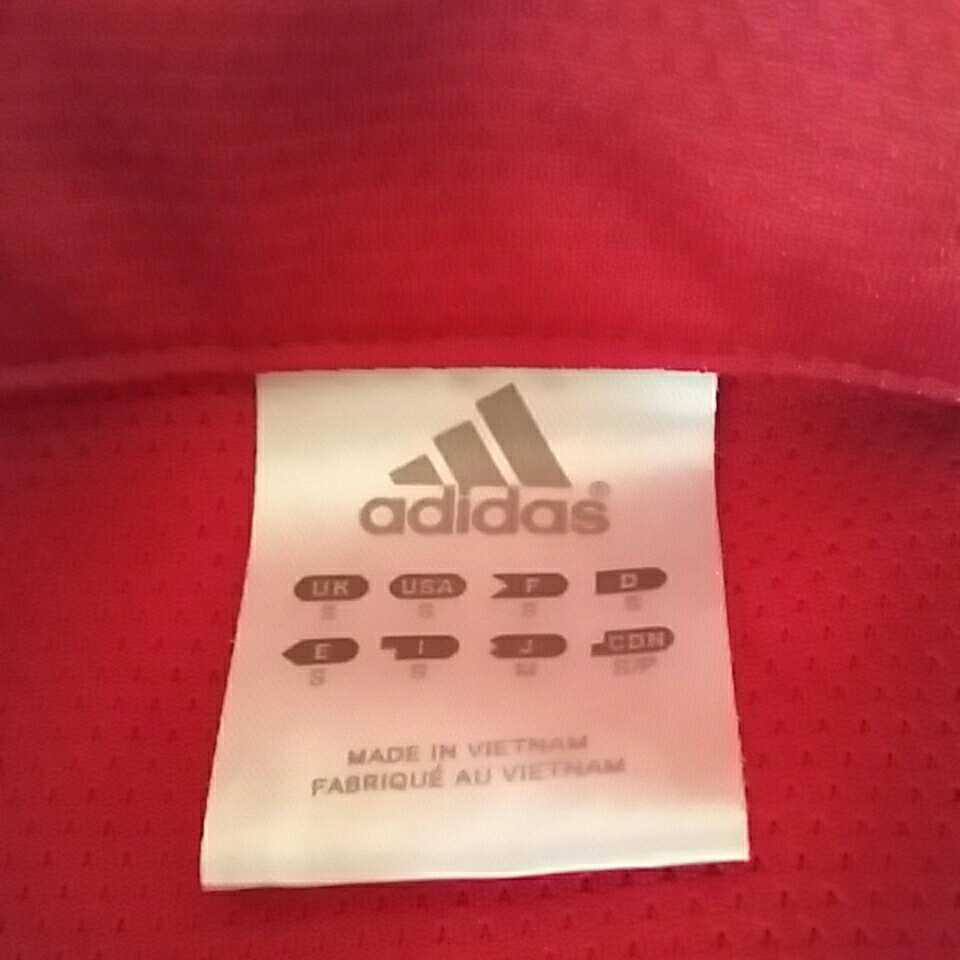 adidas®
UK USA F D
S S S S
E I J CDN
S S M S/P
MADE IN VIETNAM
FABRIQUÉ AU VIETNAM